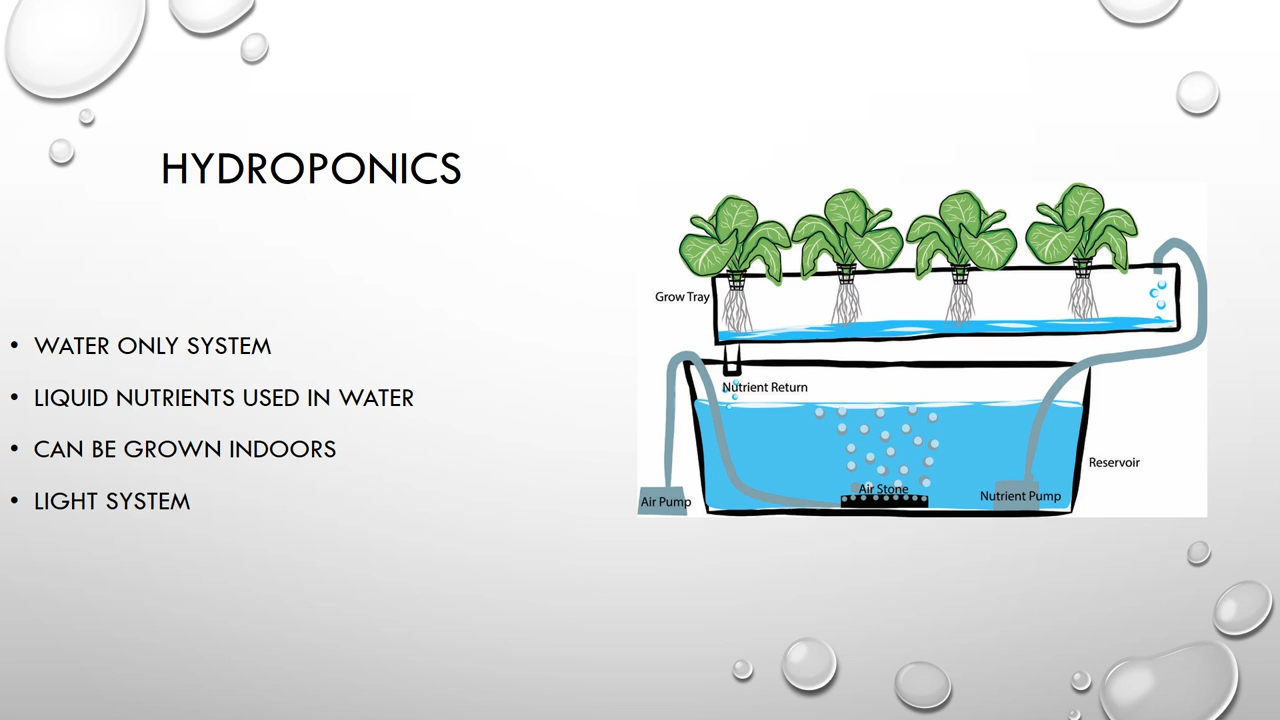 HYDROPONICS
• WATER ONLY SYSTEM
• LIQUID NUTRIENTS USED IN WATER
• CAN BE GROWN INDOORS
• LIGHT SYSTEM
Grow Tray
Nutrient Return
Reservoir
Air Stone
Nutrient Pump
Air Pump